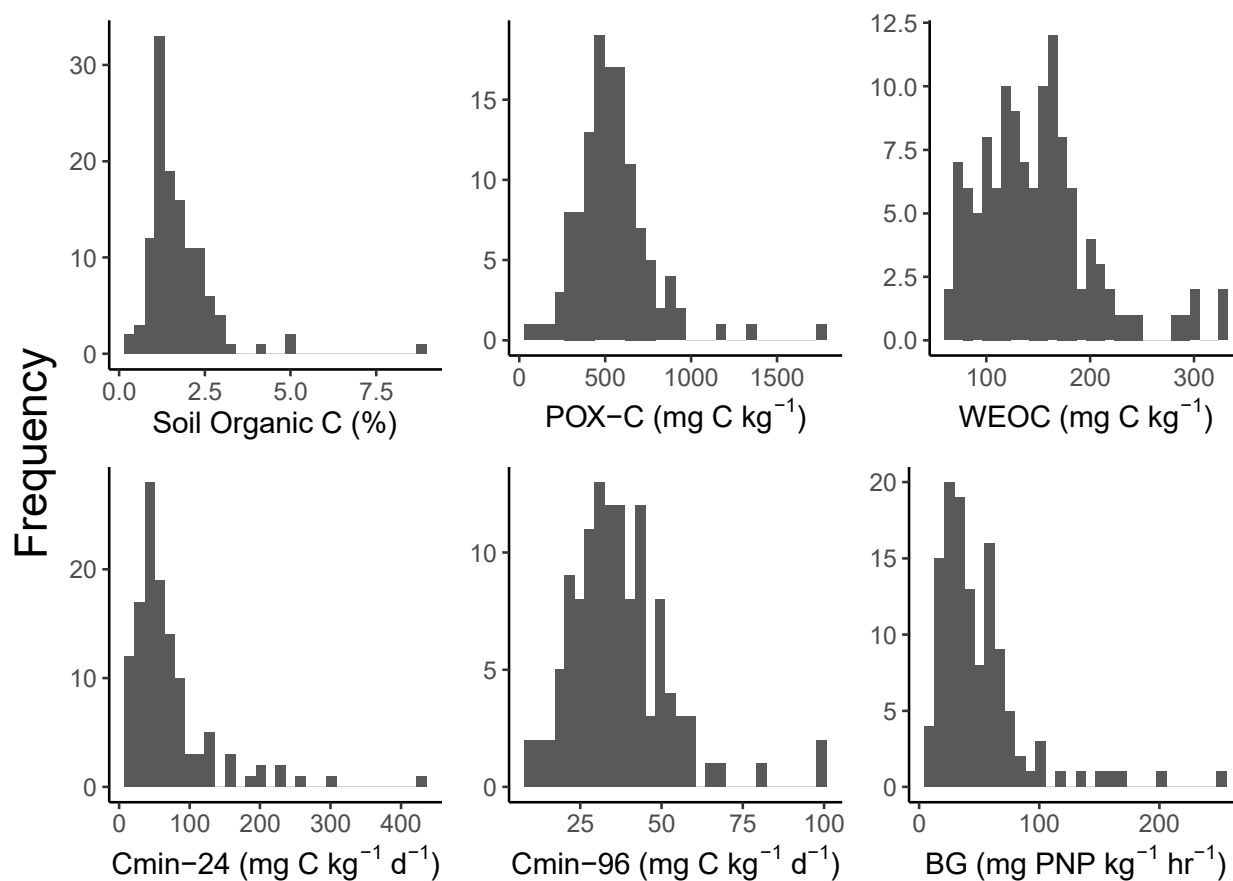 Frequency
30
20
10
0
0.0 2.5 5.0 7.5
Soil Organic C (%)
15
10
5
0
0 500 1000 1500
POX−C (mg C kg⁻¹)
12.5
10.0
7.5
5.0
2.5
0.0
100 200 300
WEOC (mg C kg⁻¹)
20
10
0
0 100 200 300 400
Cmin−24 (mg C kg⁻¹ d⁻¹)
10
5
0
25 50 75 100
Cmin−96 (mg C kg⁻¹ d⁻¹)
20
15
10
5
0
0 100 200
BG (mg PNP kg⁻¹ hr⁻¹)